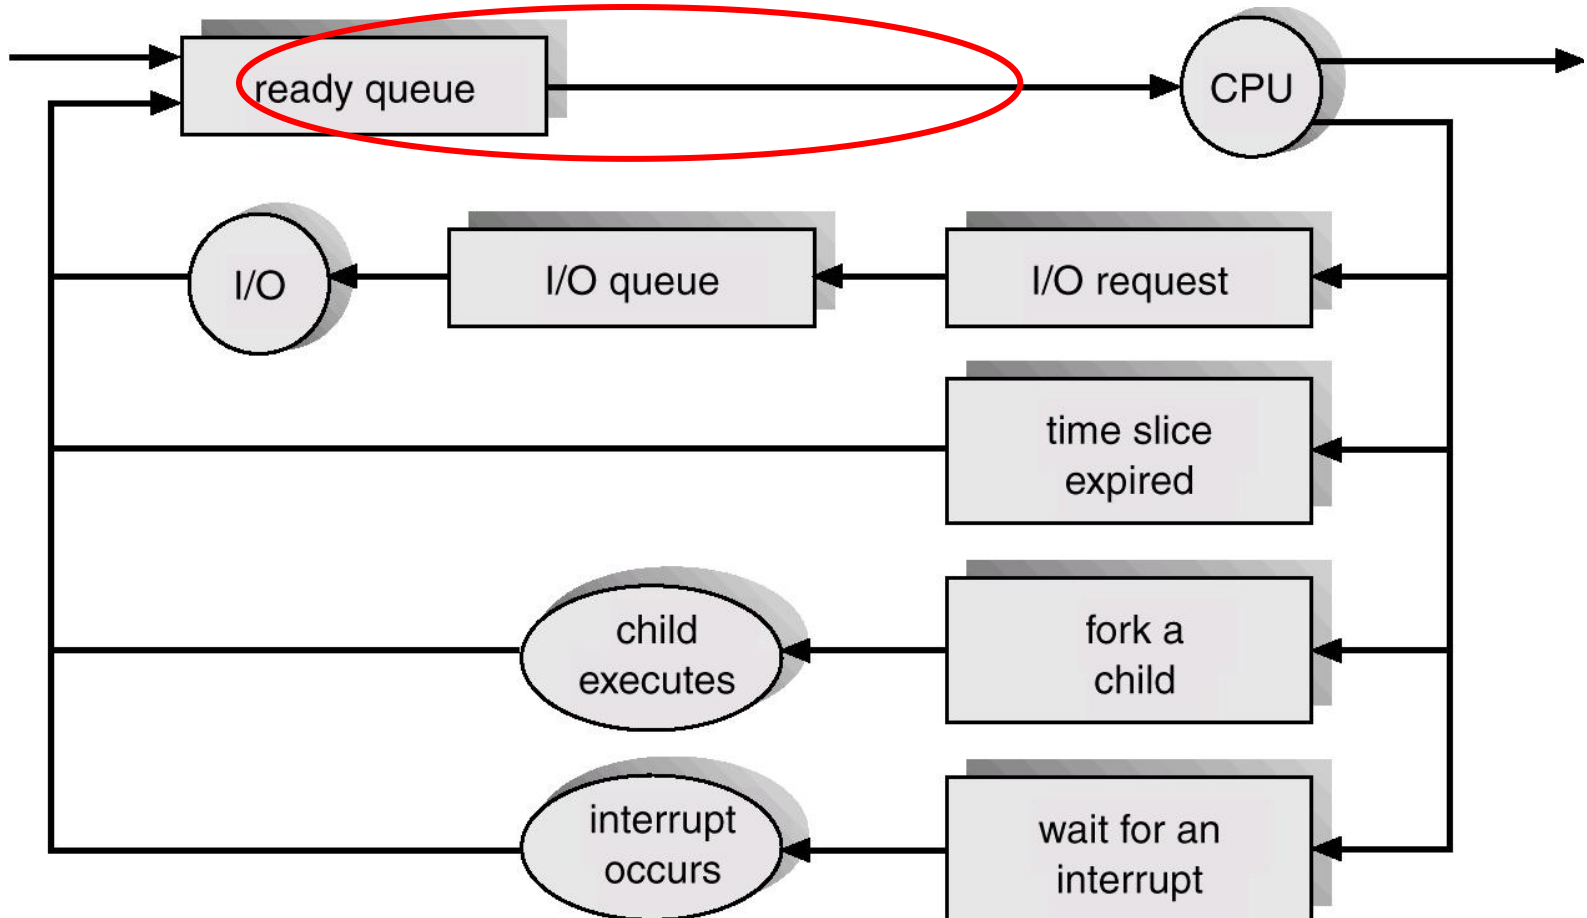 ready queue
CPU
I/O
I/O queue
I/O request
time slice
expired
child
executes
fork a
child
interrupt
occurs
wait for an
interrupt